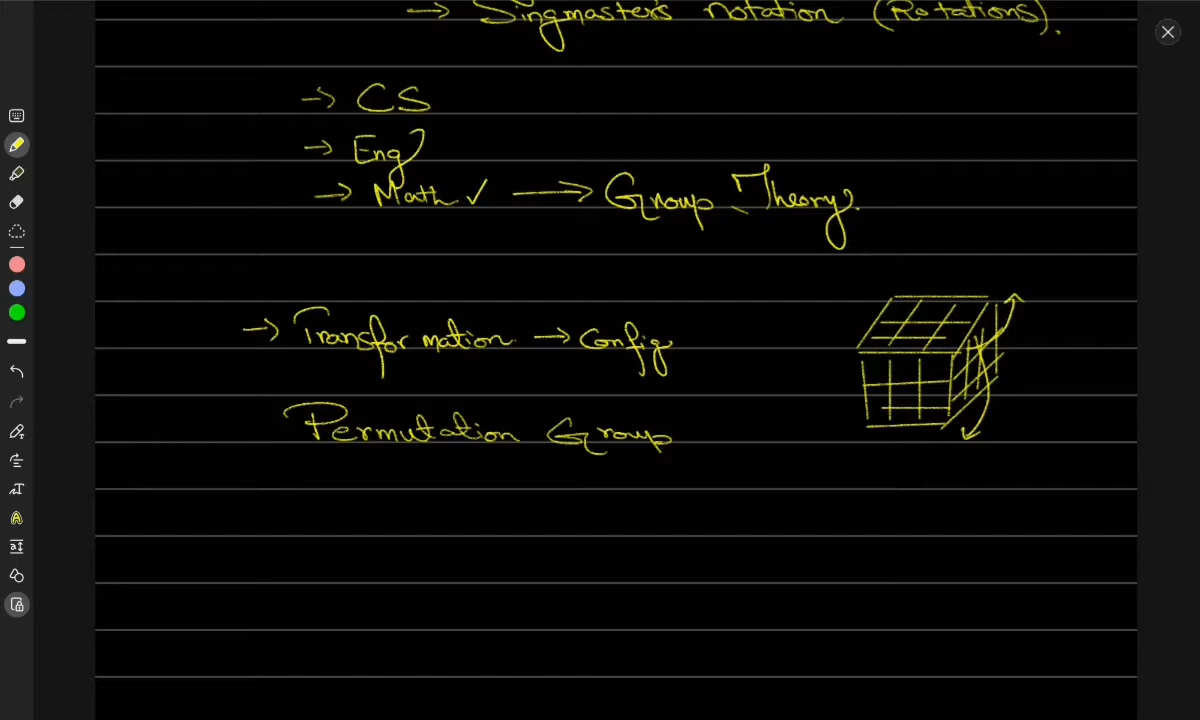 → Singmaster's notation (Rotations).
→ CS
→ Eng
→ Math ✓ → Group Theory.
→ Transformation → Config
Permutation Group